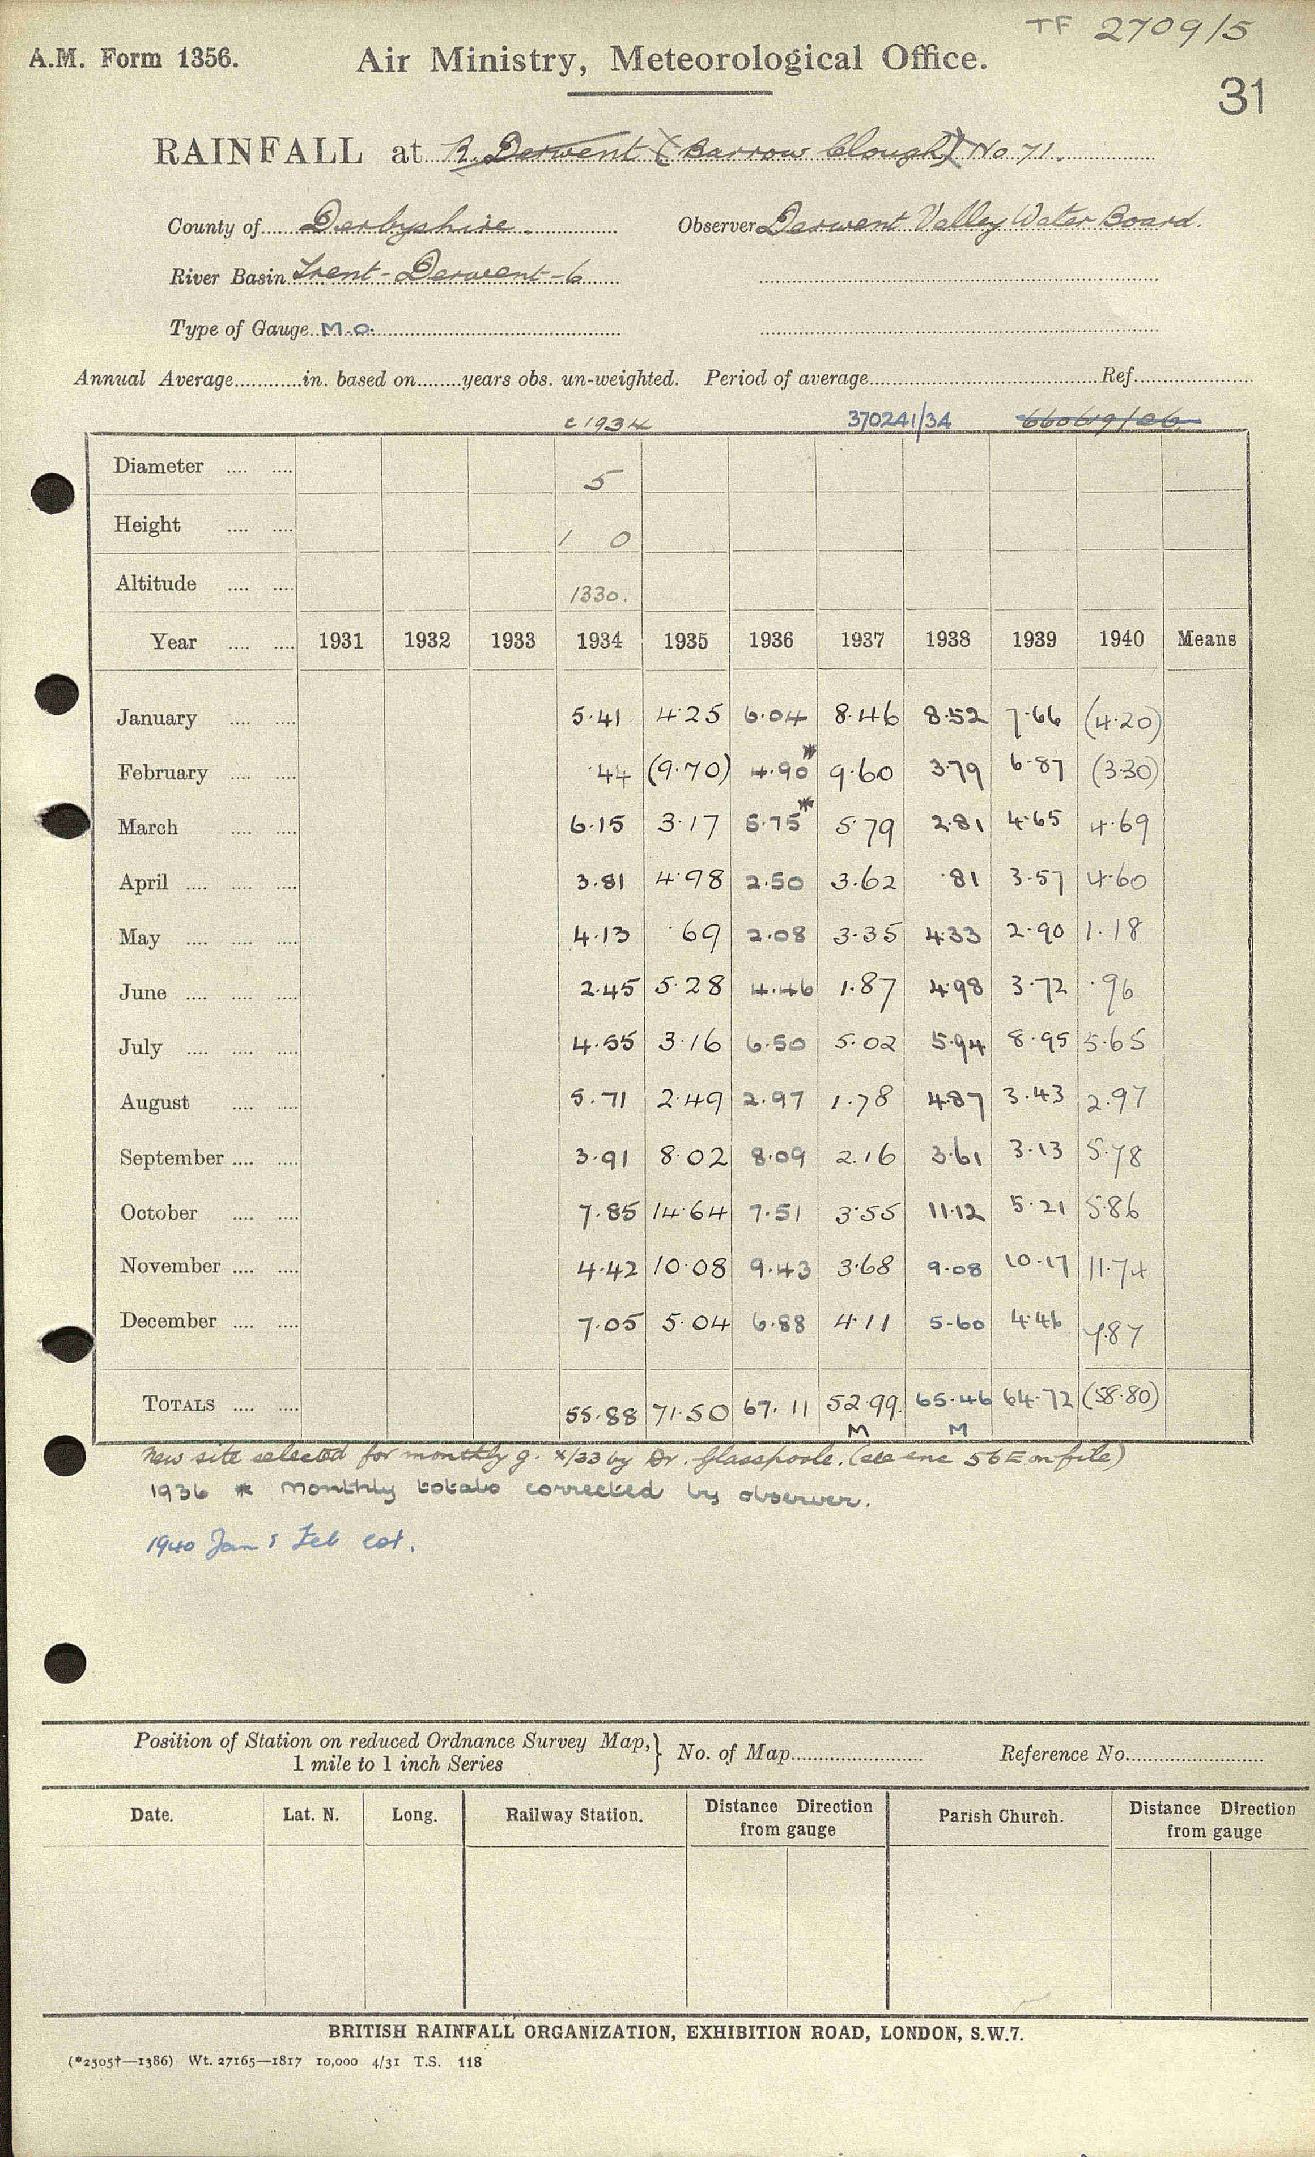 TF 2709/5
A.M. Form 1356. Air Ministry, Meteorological Office.
31
RAINFALL at R. Derwent (Barrow Clough) No 71.
County of Derbyshire. Observer Derwent Valley Water Board.
River Basin Trent-Derwent-6
Type of Gauge M.O.
Annual Average in. based on years obs. un-weighted. Period of average Ref.
c 1934 370241/34 66069/06
Diameter 5
Height 1 0
Altitude 1330.
Year 1931 1932 1933 1934 1935 1936 1937 1938 1939 1940 Means
January 5.41 4.25 6.04 8.46 8.52 7.66 (4.20)
February .44 (9.70) 4.90* 9.60 3.79 6.87 (3.30)
March 6.15 3.17 5.75* 5.79 2.81 4.65 4.69
April 3.81 4.98 2.50 3.62 .81 3.57 4.60
May 4.13 .69 2.08 3.35 4.33 2.90 1.18
June 2.45 5.28 4.46 1.87 4.98 3.72 .96
July 4.55 3.16 6.50 5.02 5.94 8.95 5.65
August 5.71 2.49 2.97 1.78 4.87 3.43 2.97
September 3.91 8.02 8.09 2.16 3.61 3.13 5.78
October 7.85 14.64 7.51 3.55 11.12 5.21 5.86
November 4.42 10.08 9.43 3.68 9.08 10.17 11.74
December 7.05 5.04 6.88 4.11 5.60 4.46 7.87
TOTALS 55.88 71.50 67.11 52.99. 65.46 64.72 (58.80)
M M
New site selected for monthly g. x/33 by Dr. Glasspoole. (see enc 56E on file)
1936 * Monthly totals corrected by observer.
1940 Jan & Feb est.
Position of Station on reduced Ordnance Survey Map, 1 mile to 1 inch Series } No. of Map Reference No.
Date. Lat. N. Long. Railway Station. Distance Direction from gauge Parish Church. Distance Direction from gauge
BRITISH RAINFALL ORGANIZATION, EXHIBITION ROAD, LONDON, S.W.7.
(*2505†—1386) Wt. 27165—1817 10,000 4/31 T.S. 118